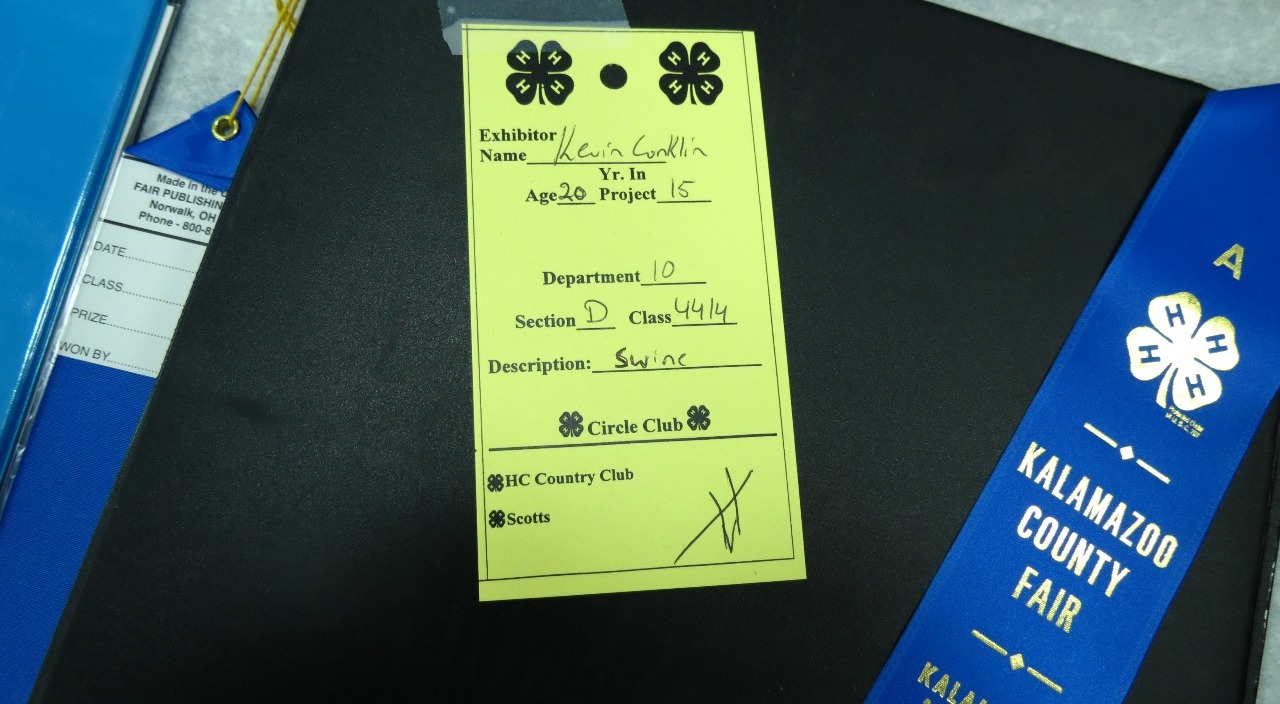 H H H H
H H H H
Exhibitor
Name Kevin Conklin
Yr. In
Age 20 Project 15
Department 10
Section D Class 4414
Description: Swine
Circle Club
HC Country Club
Scotts
Made in the
FAIR PUBLISHIN
Norwalk, OH
Phone - 800-8
DATE
CLASS
PRIZE
WON BY
A
H H H H
KALAMAZOO
COUNTY
FAIR
KALAM